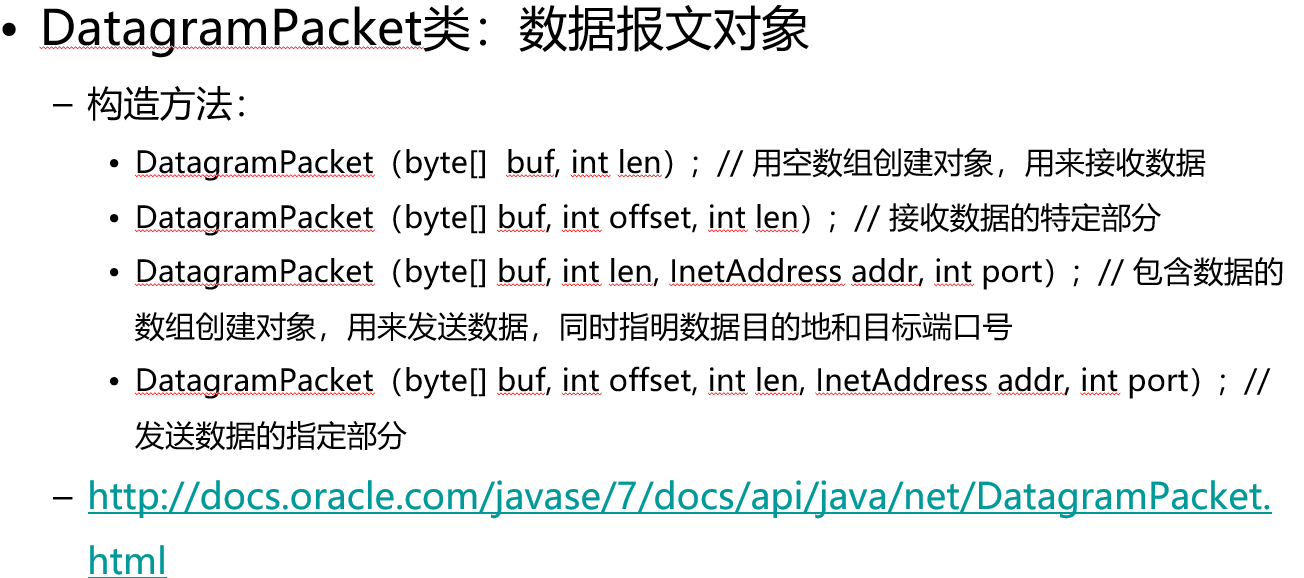 • DatagramPacket类：数据报文对象
– 构造方法：
• DatagramPacket（byte[]  buf, int len）；// 用空数组创建对象，用来接收数据
• DatagramPacket（byte[] buf, int offset, int len）；// 接收数据的特定部分
• DatagramPacket（byte[] buf, int len, InetAddress addr, int port）；// 包含数据的
数组创建对象，用来发送数据，同时指明数据目的地和目标端口号
• DatagramPacket（byte[] buf, int offset, int len, InetAddress addr, int port）；//
发送数据的指定部分
– http://docs.oracle.com/javase/7/docs/api/java/net/DatagramPacket.
html